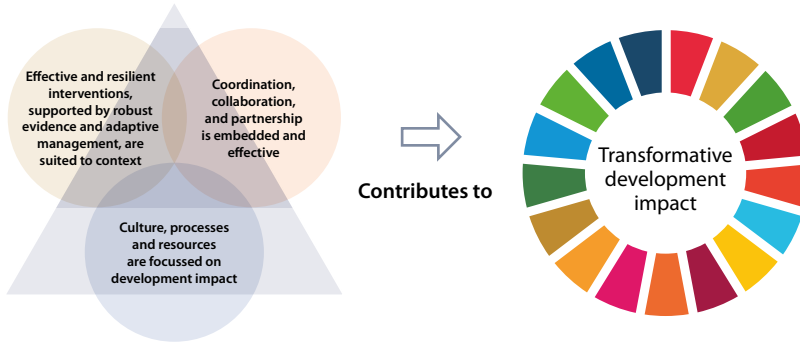 Effective and resilient
interventions,
supported by robust
evidence and adaptive
management, are
suited to context
Coordination,
collaboration,
and partnership
is embedded and
effective
Culture, processes
and resources
are focussed on
development impact
Contributes to
Transformative
development
impact